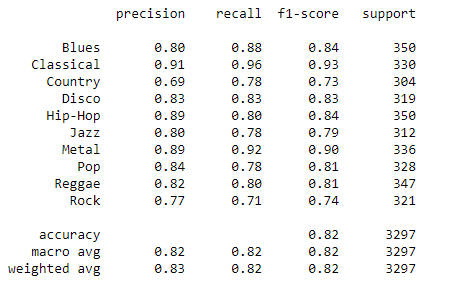 precision recall f1-score support
Blues 0.80 0.88 0.84 350
Classical 0.91 0.96 0.93 330
Country 0.69 0.78 0.73 304
Disco 0.83 0.83 0.83 319
Hip-Hop 0.89 0.80 0.84 350
Jazz 0.80 0.78 0.79 312
Metal 0.89 0.92 0.90 336
Pop 0.84 0.78 0.81 328
Reggae 0.82 0.80 0.81 347
Rock 0.77 0.71 0.74 321
accuracy 0.82 3297
macro avg 0.82 0.82 0.82 3297
weighted avg 0.83 0.82 0.82 3297